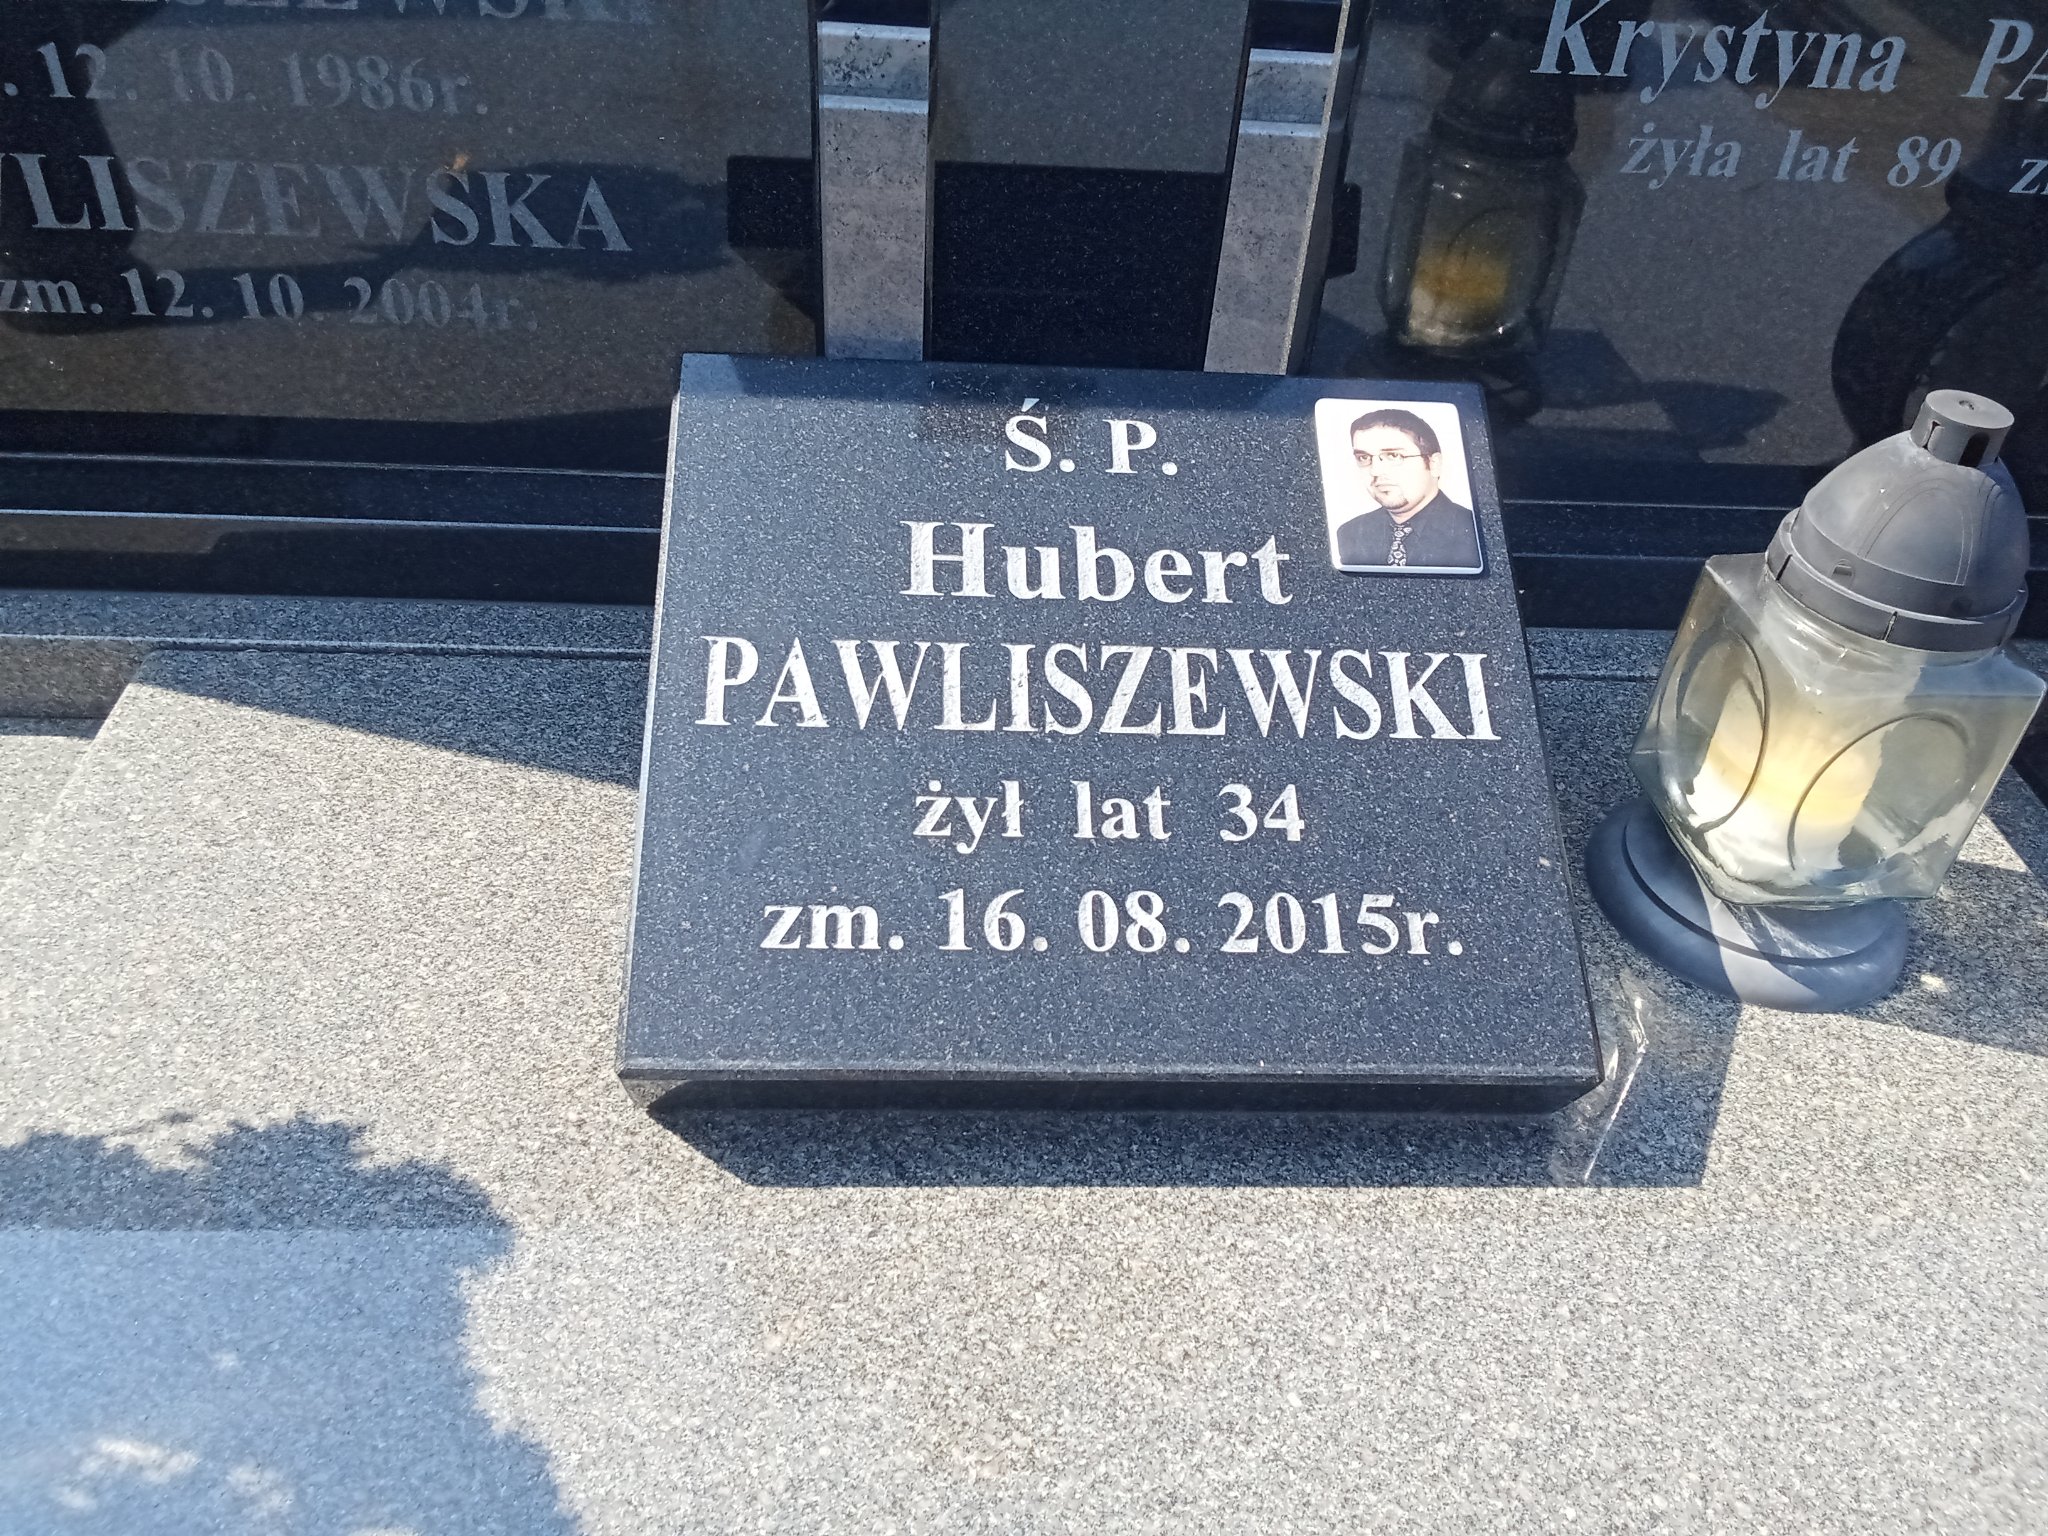 12. 10. 1986r.
LISZEWSKA
zm. 12. 10. 2004r.
Krystyna
żyła lat 89
Ś. P.
Hubert
PAWLISZEWSKI
żył lat 34
zm. 16. 08. 2015r.